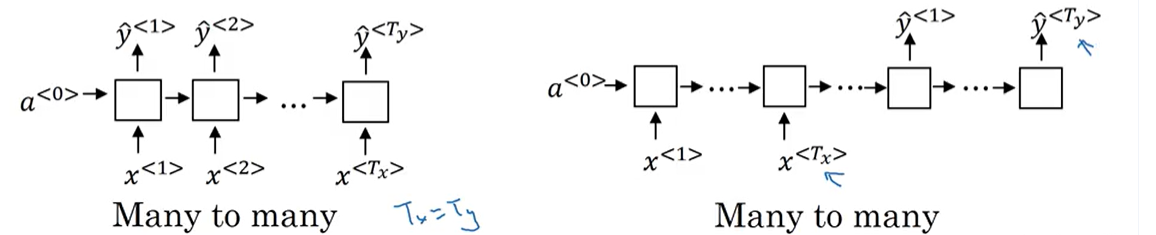 ŷ<1> ŷ<2> ŷ<Ty>
a<0>
...
x<1> x<2> x<Tx>
Many to many Tx=Ty
ŷ<1> ŷ<Ty>
a<0>
... ... ...
x<1> x<Tx>
Many to many